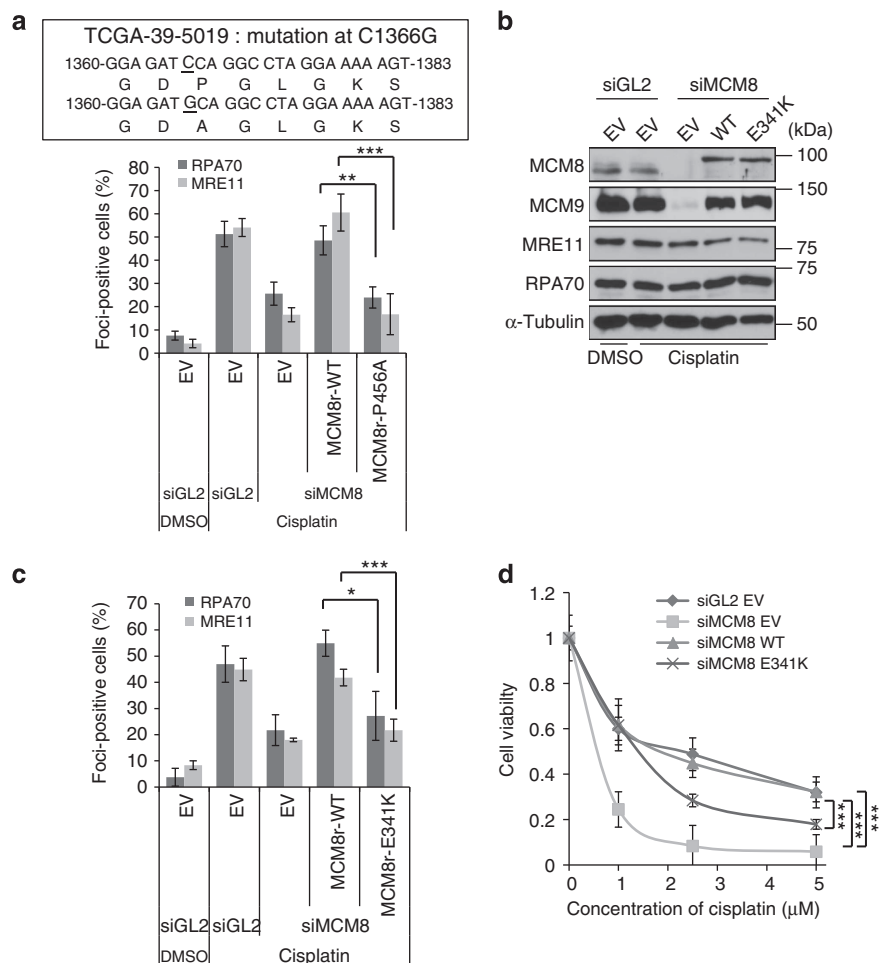 a
TCGA-39-5019 : mutation at C1366G
1360-GGA GAT CCA GGC CTA GGA AAA AGT-1383
G D P G L G K S
1360-GGA GAT GCA GGC CTA GGA AAA AGT-1383
G D A G L G K S
Foci-positive cells (%)
80
70
60
50
40
30
20
10
0
RPA70
MRE11
***
**
EV
EV
EV
MCM8r-WT
MCM8r-P456A
siGL2
siGL2
siMCM8
DMSO
Cisplatin
b
siGL2
siMCM8
EV
EV
EV
WT
E341K
(kDa)
MCM8
100
MCM9
150
MRE11
75
RPA70
75
α-Tubulin
50
DMSO
Cisplatin
c
Foci-positive cells (%)
70
60
50
40
30
20
10
0
RPA70
MRE11
***
*
EV
EV
EV
MCM8r-WT
MCM8r-E341K
siGL2
siGL2
siMCM8
DMSO
Cisplatin
d
Cell viabilty
1.2
1
0.8
0.6
0.4
0.2
0
siGL2 EV
siMCM8 EV
siMCM8 WT
siMCM8 E341K
***
***
***
0
1
2
3
4
5
Concentration of cisplatin (μM)